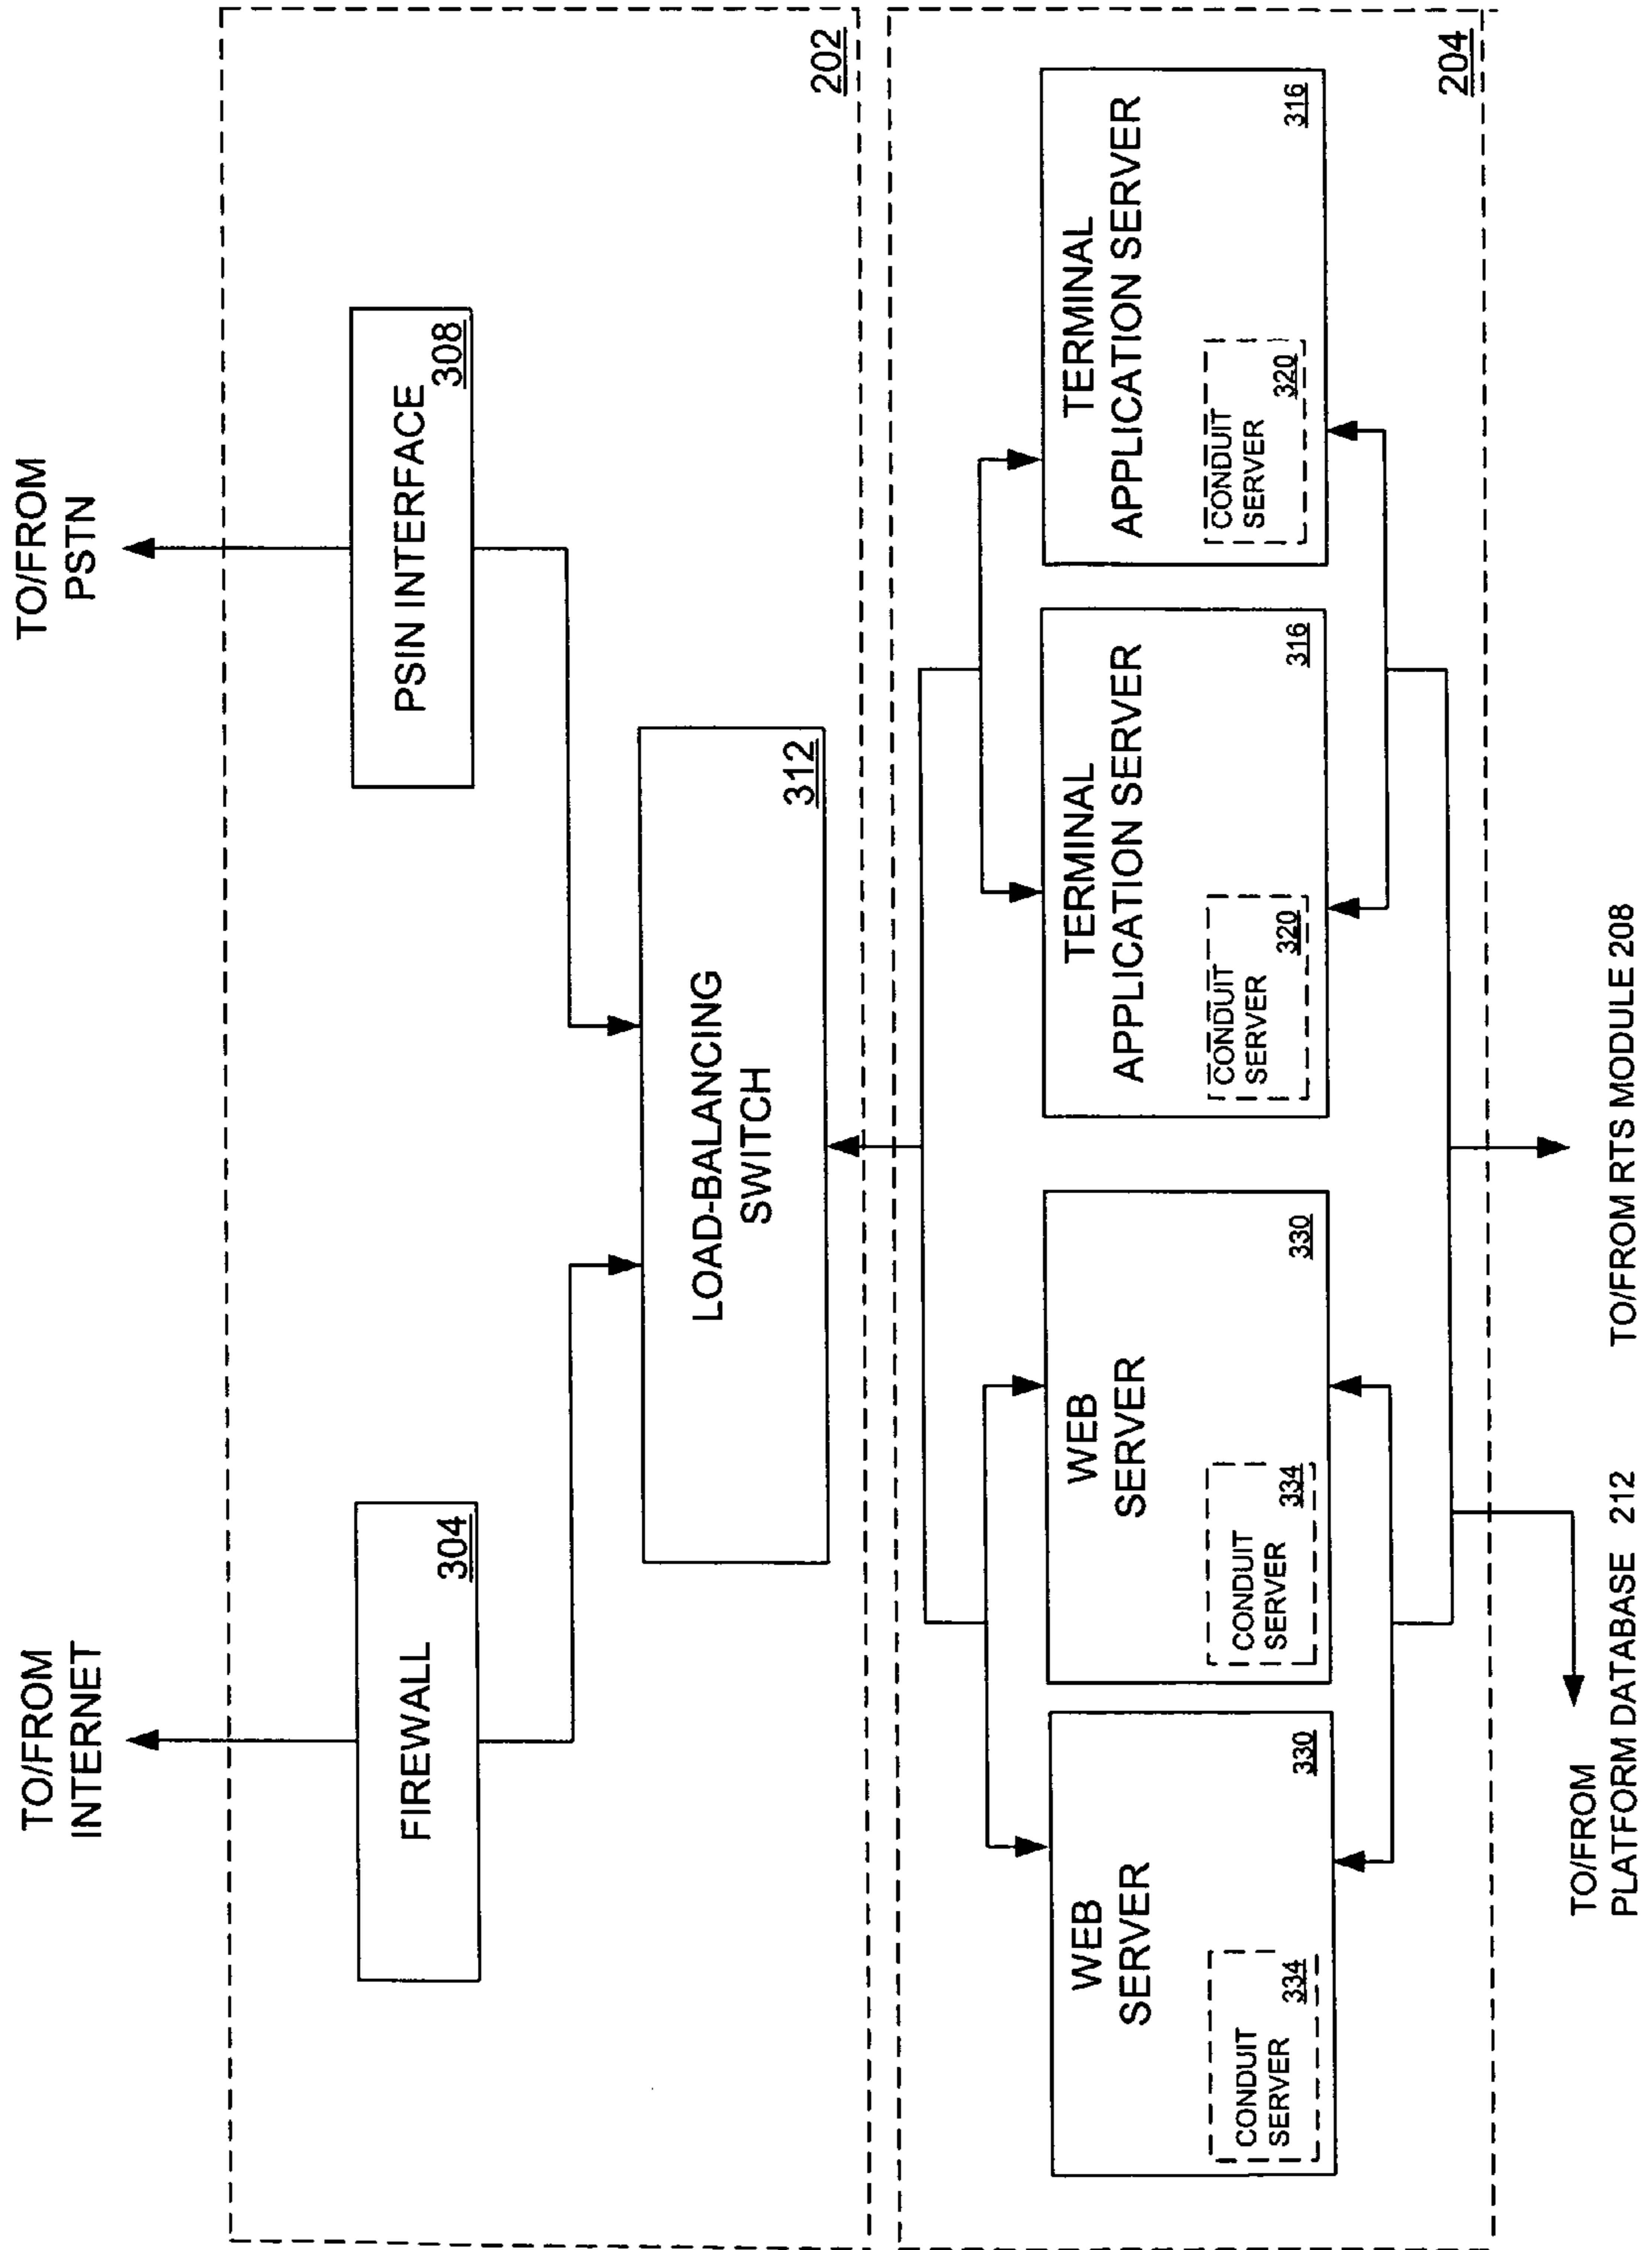 TO/FROM
INTERNET
TO/FROM
PSTN
FIREWALL
304
PSIN INTERFACE
308
LOAD-BALANCING
SWITCH
312
202
WEB
SERVER
330
CONDUIT
SERVER
334
WEB
SERVER
330
CONDUIT
SERVER
334
TERMINAL
APPLICATION SERVER
316
CONDUIT
SERVER
320
TERMINAL
APPLICATION SERVER
316
CONDUIT
SERVER
320
204
TO/FROM
PLATFORM DATABASE 212
TO/FROM RTS MODULE 208